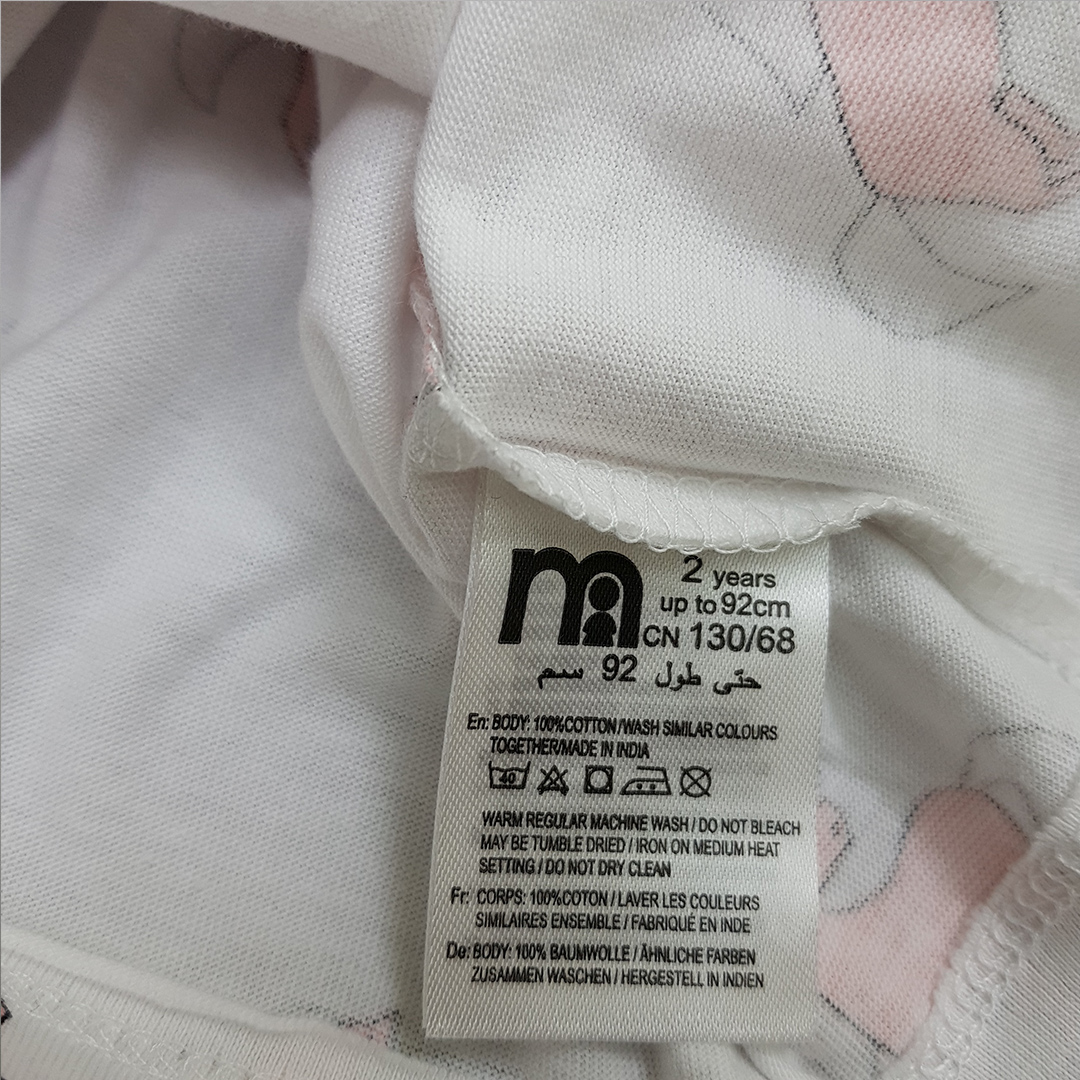 m
2 years
up to 92cm
CN 130/68
حتى طول 92 سم
En: BODY: 100%COTTON/WASH SIMILAR COLOURS
TOGETHER/MADE IN INDIA
40
WARM REGULAR MACHINE WASH / DO NOT BLEACH
MAY BE TUMBLE DRIED / IRON ON MEDIUM HEAT
SETTING / DO NOT DRY CLEAN
Fr: CORPS: 100%COTON / LAVER LES COULEURS
SIMILAIRES ENSEMBLE / FABRIQUÉ EN INDE
De: BODY: 100% BAUMWOLLE / ÄHNLICHE FARBEN
ZUSAMMEN WASCHEN / HERGESTELL IN INDIEN